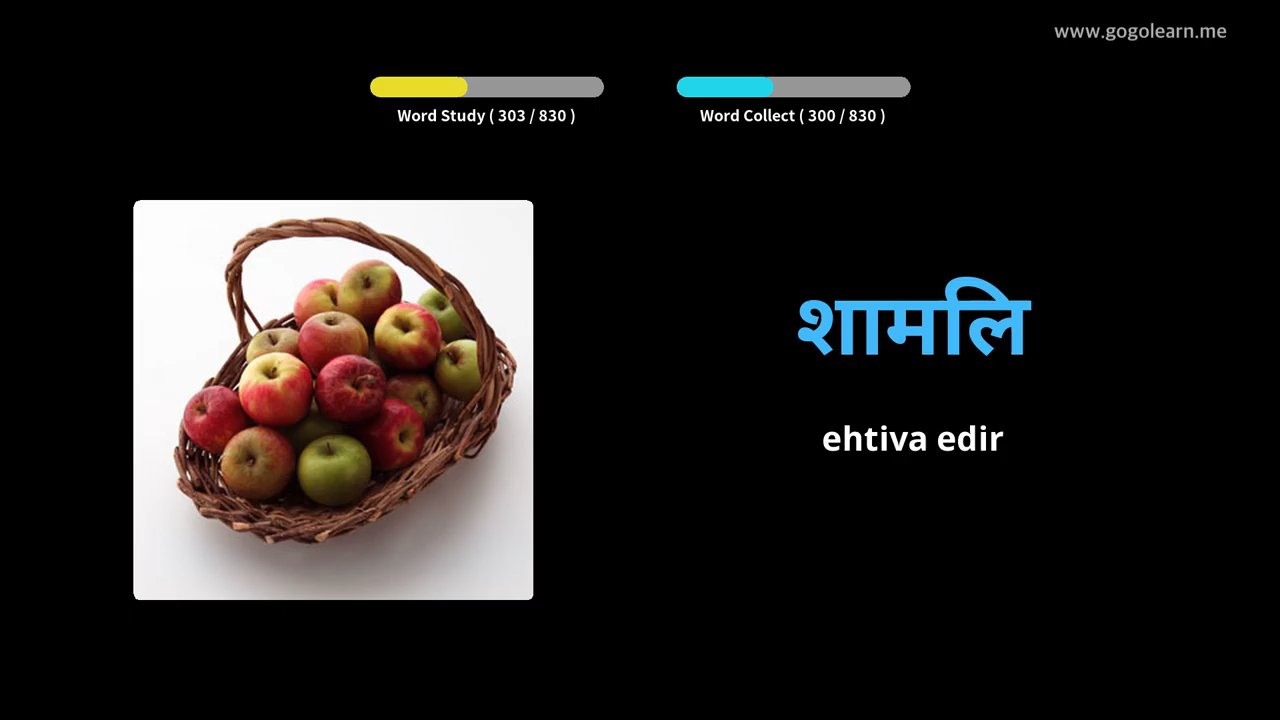 www.gogolearn.me
Word Study ( 303 / 830 )
Word Collect ( 300 / 830 )
शामलि
ehtiva edir